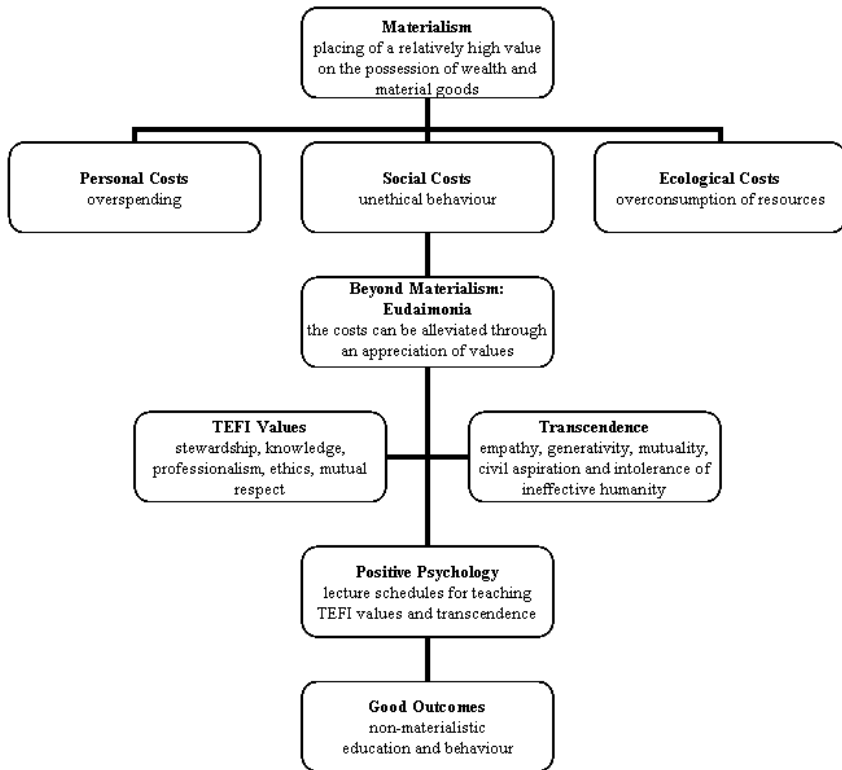 Materialism
placing of a relatively high value
on the possession of wealth and
material goods
Personal Costs
overspending
Social Costs
unethical behaviour
Ecological Costs
overconsumption of resources
Beyond Materialism:
Eudaimonia
the costs can be alleviated through
an appreciation of values
TEFI Values
stewardship, knowledge,
professionalism, ethics, mutual
respect
Transcendence
empathy, generativity, mutuality,
civil aspiration and intolerance of
ineffective humanity
Positive Psychology
lecture schedules for teaching
TEFI values and transcendence
Good Outcomes
non-materialistic
education and behaviour